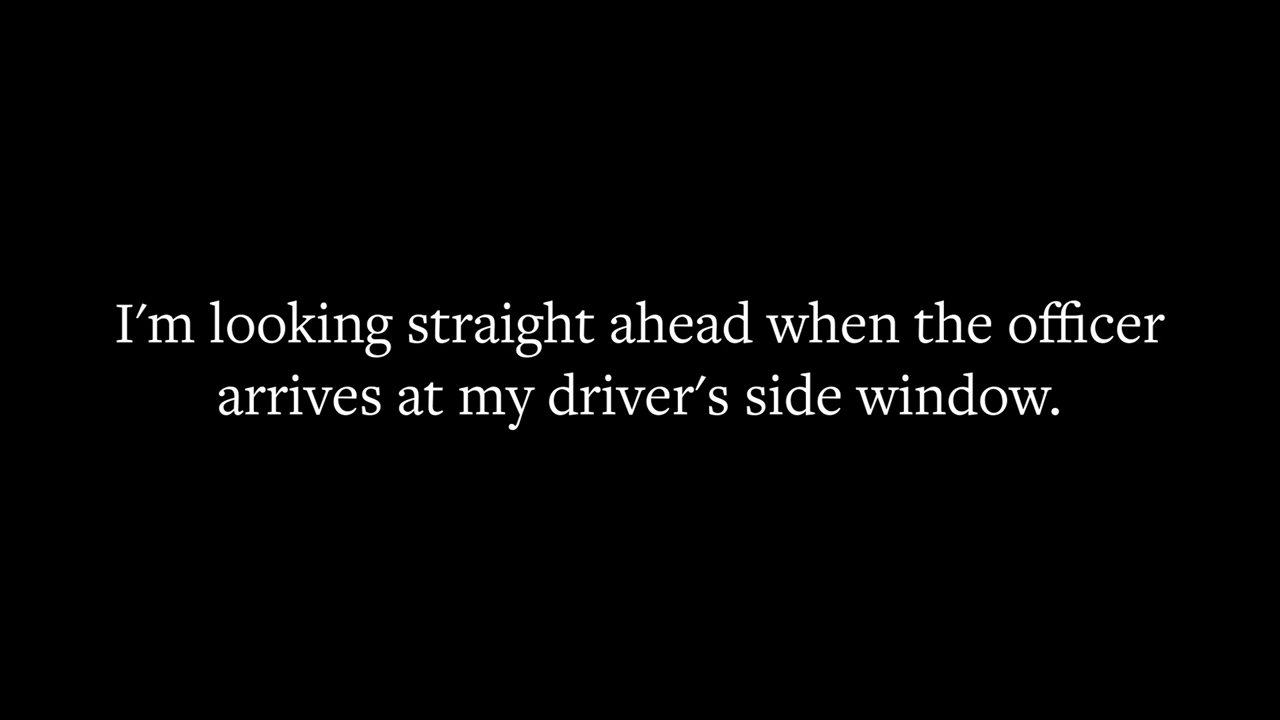 I'm looking straight ahead when the officer
arrives at my driver's side window.